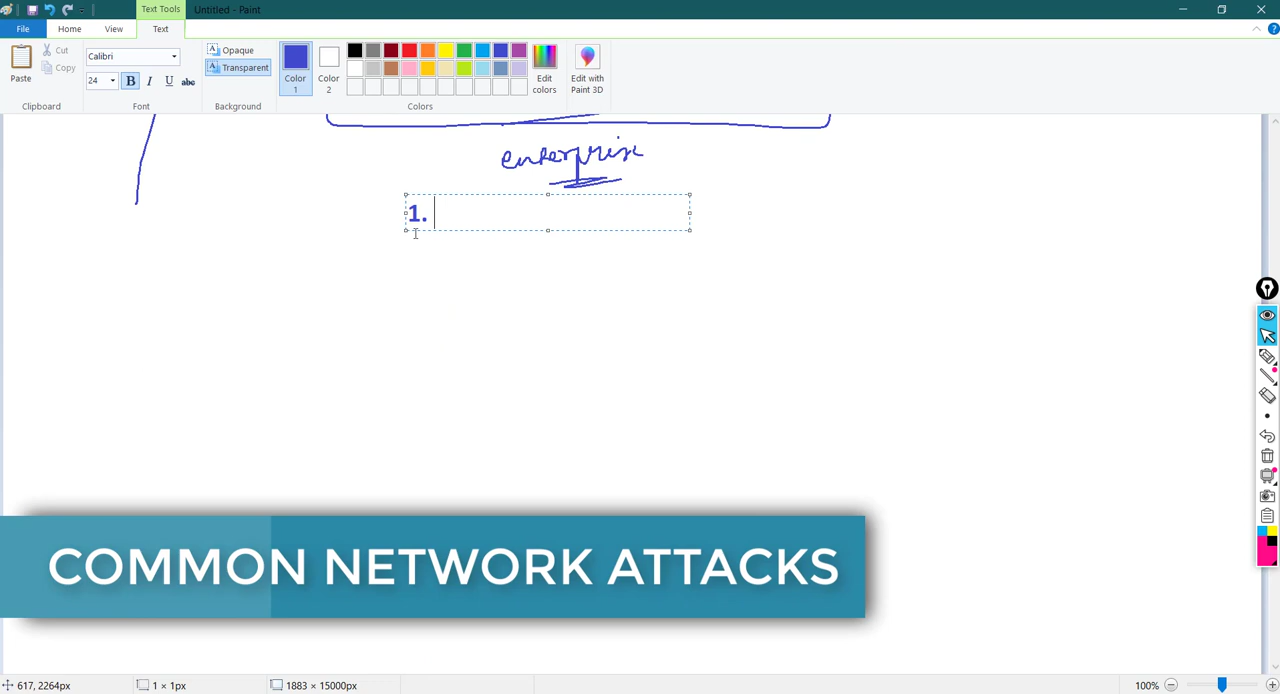 Text Tools
Untitled - Paint
File
Home
View
Text
Paste
Cut
Copy
Clipboard
Calibri
24
B I U abc
Font
Opaque
Transparent
Background
Color 1
Color 2
Edit colors
Colors
Edit with Paint 3D
enterprise
1.
COMMON NETWORK ATTACKS
617, 2264px
1 × 1px
1883 × 15000px
100%